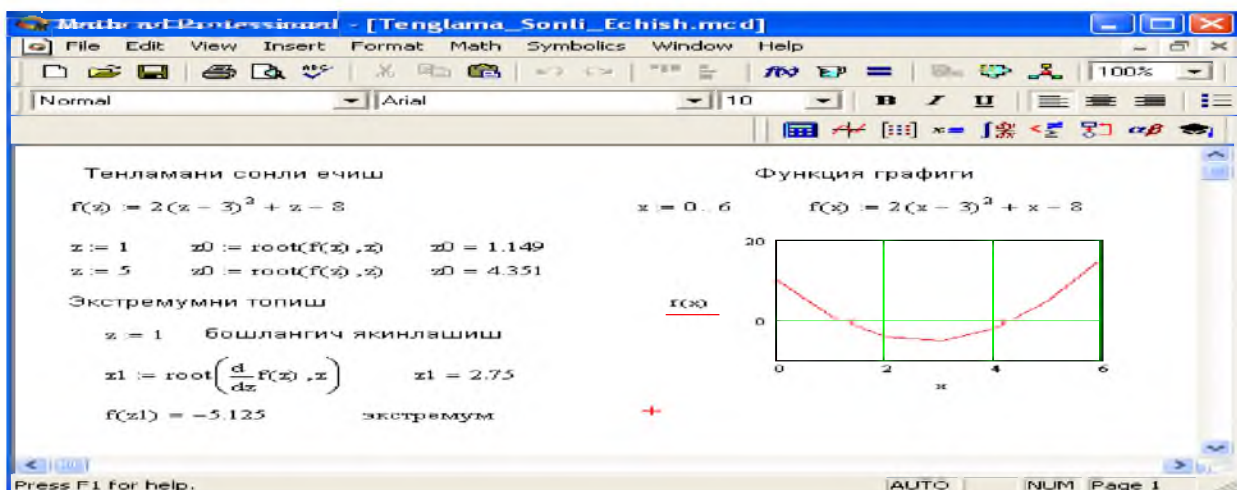 - [Tenglama_Sonli_Echish.mcd]
File Edit View Insert Format Math Symbolics Window Help
100%
Normal Arial 10 B I U
Тенламани сонли ечиш
f(z) := 2(z − 3)² + z − 8
z := 1 z0 := root(f(z) ,z) z0 = 1.149
z := 5 z0 := root(f(z) ,z) z0 = 4.351
Экстремумни топиш
z = 1 бошлангич якинлашиш
z1 := root(d/dz f(z) ,z) z1 = 2.75
f(z1) = −5.125 экстремум
Функция графиги
x := 0.. 6 f(x) := 2(x − 3)² + x − 8
20
f(x)
0
0 2 4 6
x
Press F1 for help.
AUTO NUM Page 1